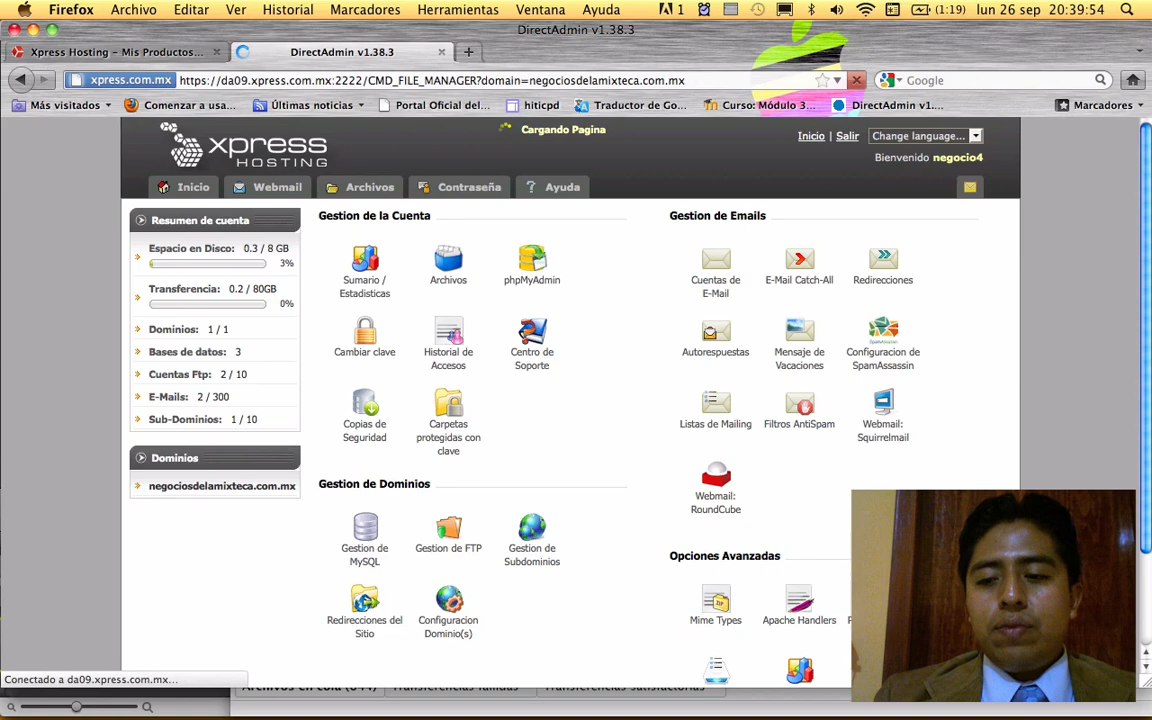 Firefox Archivo Editar Ver Historial Marcadores Herramientas Ventana Ayuda 1 (1:19) lun 26 sep 20:39:54
DirectAdmin v1.38.3
Xpress Hosting - Mis Productos... DirectAdmin v1.38.3
xpress.com.mx https://da09.xpress.com.mx:2222/CMD_FILE_MANAGER?domain=negociosdelamixteca.com.mx Google
Más visitados Comenzar a usa... Últimas noticias Portal Oficial del... hiticpd Traductor de Go... Curso: Módulo 3... DirectAdmin v1.... Marcadores
xpress
HOSTING
Cargando Pagina
Inicio | Salir Change language...
Bienvenido negocio4
Inicio Webmail Archivos Contraseña Ayuda
Resumen de cuenta
Espacio en Disco: 0.3 / 8 GB
3%
Transferencia: 0.2 / 80GB
0%
Dominios: 1 / 1
Bases de datos: 3
Cuentas Ftp: 2 / 10
E-Mails: 2 / 300
Sub-Dominios: 1 / 10
Dominios
negociosdelamixteca.com.mx
Gestion de la Cuenta
Sumario /
Estadisticas
Archivos
phpMyAdmin
Cambiar clave
Historial de
Accesos
Centro de
Soporte
Copias de
Seguridad
Carpetas
protegidas con
clave
Gestion de Dominios
Gestion de
MySQL
Gestion de FTP
Gestion de
Subdominios
Redirecciones del
Sitio
Configuracion
Dominio(s)
Gestion de Emails
Cuentas de
E-Mail
E-Mail Catch-All
Redirecciones
Autorespuestas
Mensaje de
Vacaciones
SpamAssassin
Configuracion de
SpamAssassin
Listas de Mailing
Filtros AntiSpam
Webmail:
Squirrelmail
Webmail:
RoundCube
Opciones Avanzadas
ZIP
Mime Types
Apache Handlers
Conectado a da09.xpress.com.mx...